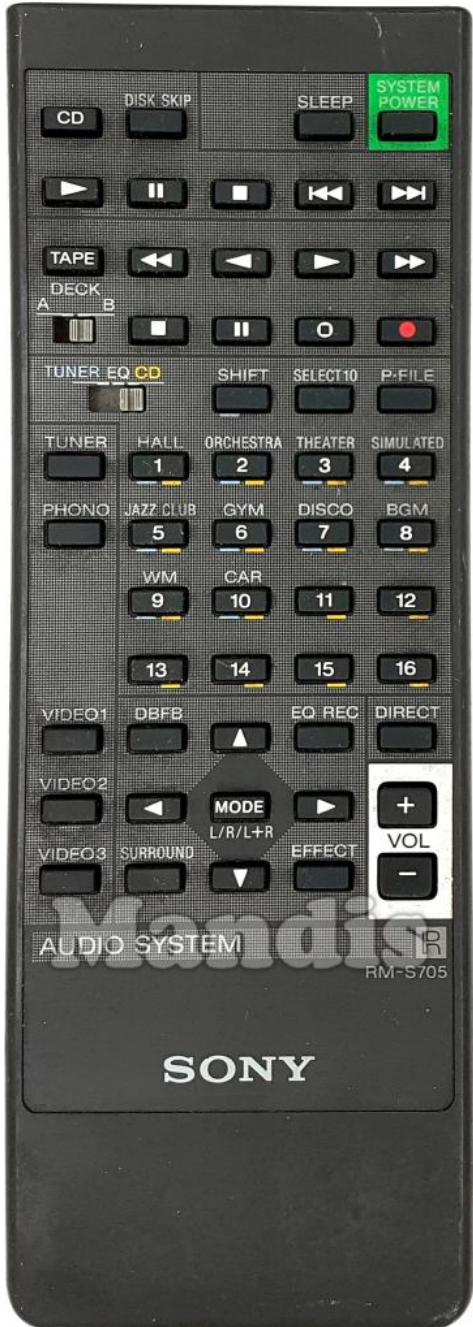 SYSTEM
DISK SKIP SLEEP POWER
CD
TAPE
DECK
A B
TUNER EQ CD SHIFT SELECT10 P•FILE
TUNER HALL ORCHESTRA THEATER SIMULATED
1 2 3 4
PHONO JAZZ CLUB GYM DISCO BGM
5 6 7 8
WM CAR
9 10 11 12
13 14 15 16
VIDEO1 DBFB EQ REC DIRECT
VIDEO2
MODE +
L/R/L+R VOL
VIDEO3 SURROUND EFFECT −
Mandis
AUDIO SYSTEM R
RM-S705
SONY